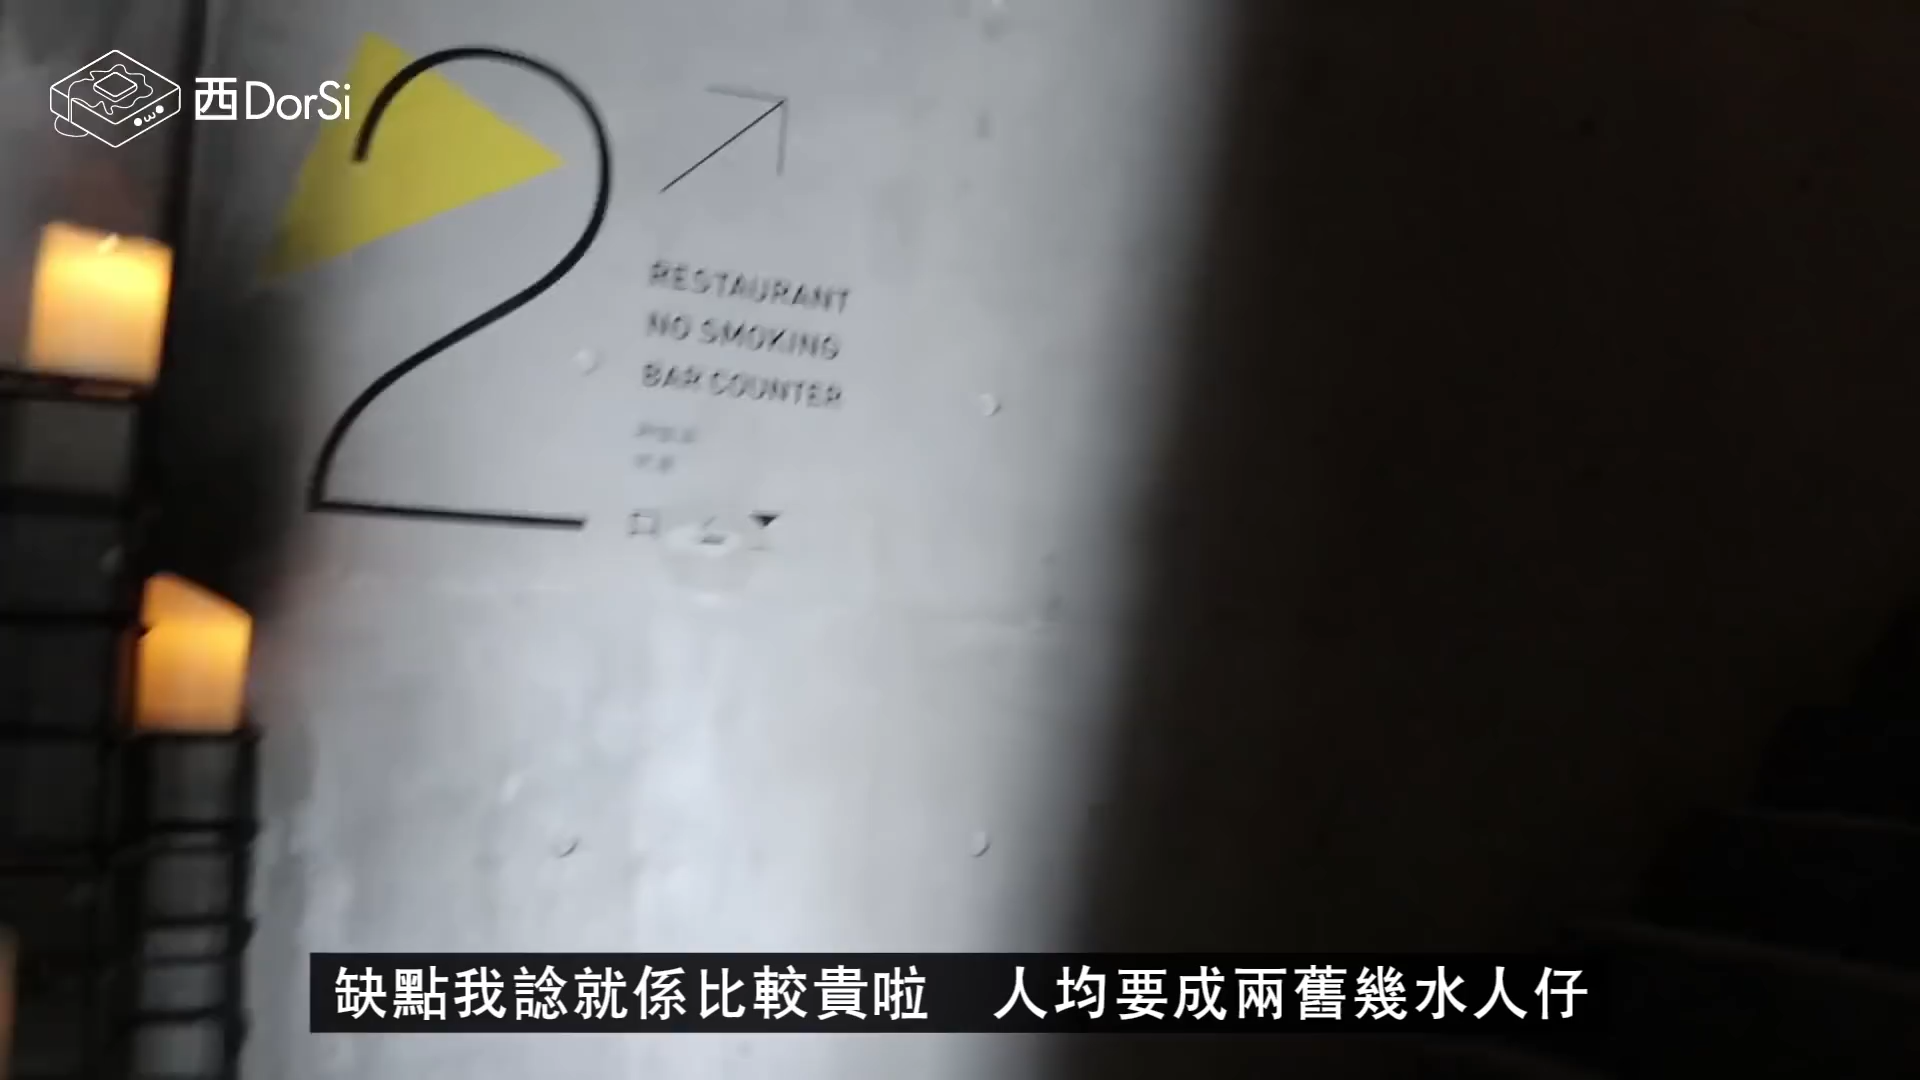 西DorSi
2
RESTAURANT
NO SMOKING
BAR COUNTER
缺點我諗就係比較貴啦 人均要成兩舊幾水人仔